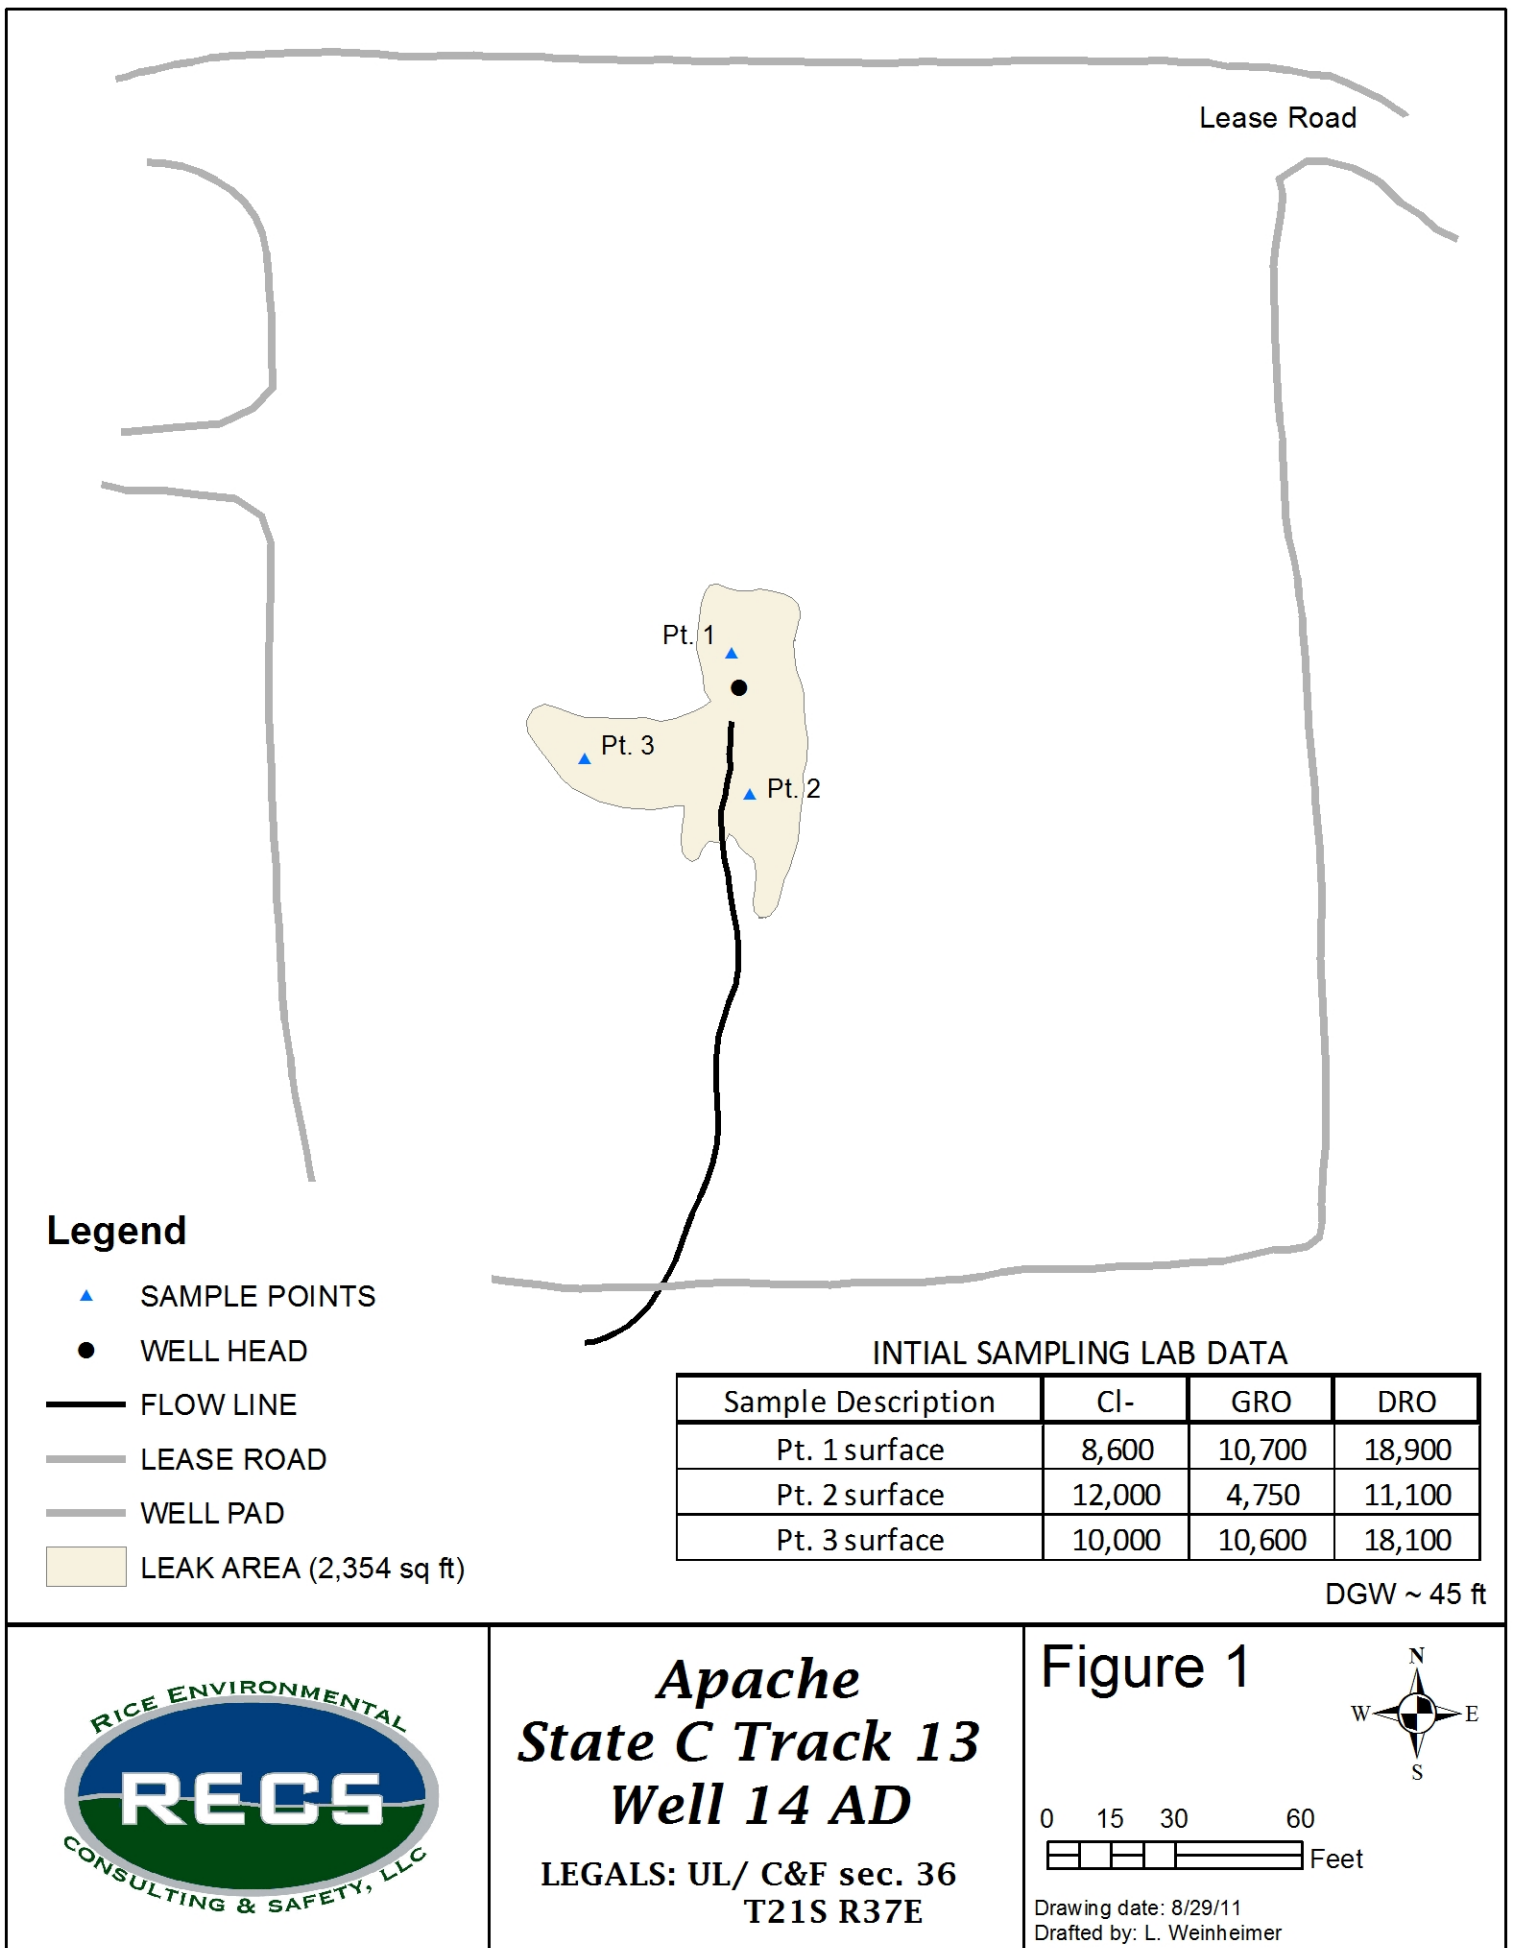 Lease Road
Pt. 1
Pt. 3
Pt. 2
Legend
SAMPLE POINTS
WELL HEAD
FLOW LINE
LEASE ROAD
WELL PAD
LEAK AREA (2,354 sq ft)
INTIAL SAMPLING LAB DATA
Sample Description Cl- GRO DRO
Pt. 1 surface 8,600 10,700 18,900
Pt. 2 surface 12,000 4,750 11,100
Pt. 3 surface 10,000 10,600 18,100
DGW ~ 45 ft
RICE ENVIRONMENTAL
RECS
CONSULTING & SAFETY, LLC
Apache
State C Track 13
Well 14 AD
LEGALS: UL/ C&F sec. 36
T21S R37E
Figure 1
N
W E
S
0 15 30 60
Feet
Drawing date: 8/29/11
Drafted by: L. Weinheimer